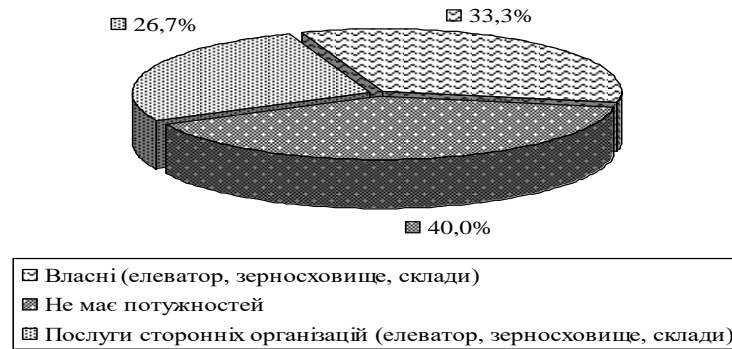 26,7%
33,3%
40,0%
Власні (елеватор, зерносховище, склади)
Не має потужностей
Послуги сторонніх організацій (елеватор, зерносховище, склади)